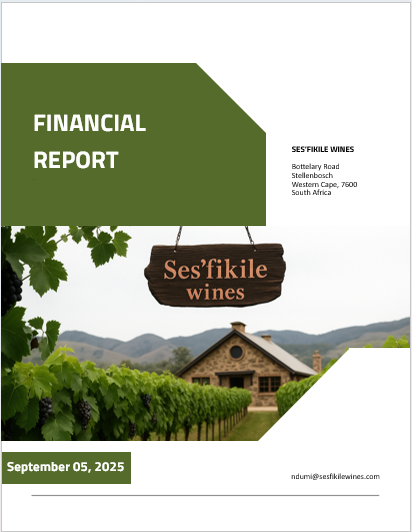 FINANCIAL
REPORT
SES'FIKILE WINES
Bottelary Road
Stellenbosch
Western Cape, 7600
South Africa
Ses'fikile
wines
September 05, 2025
ndumi@sesfikilewines.com